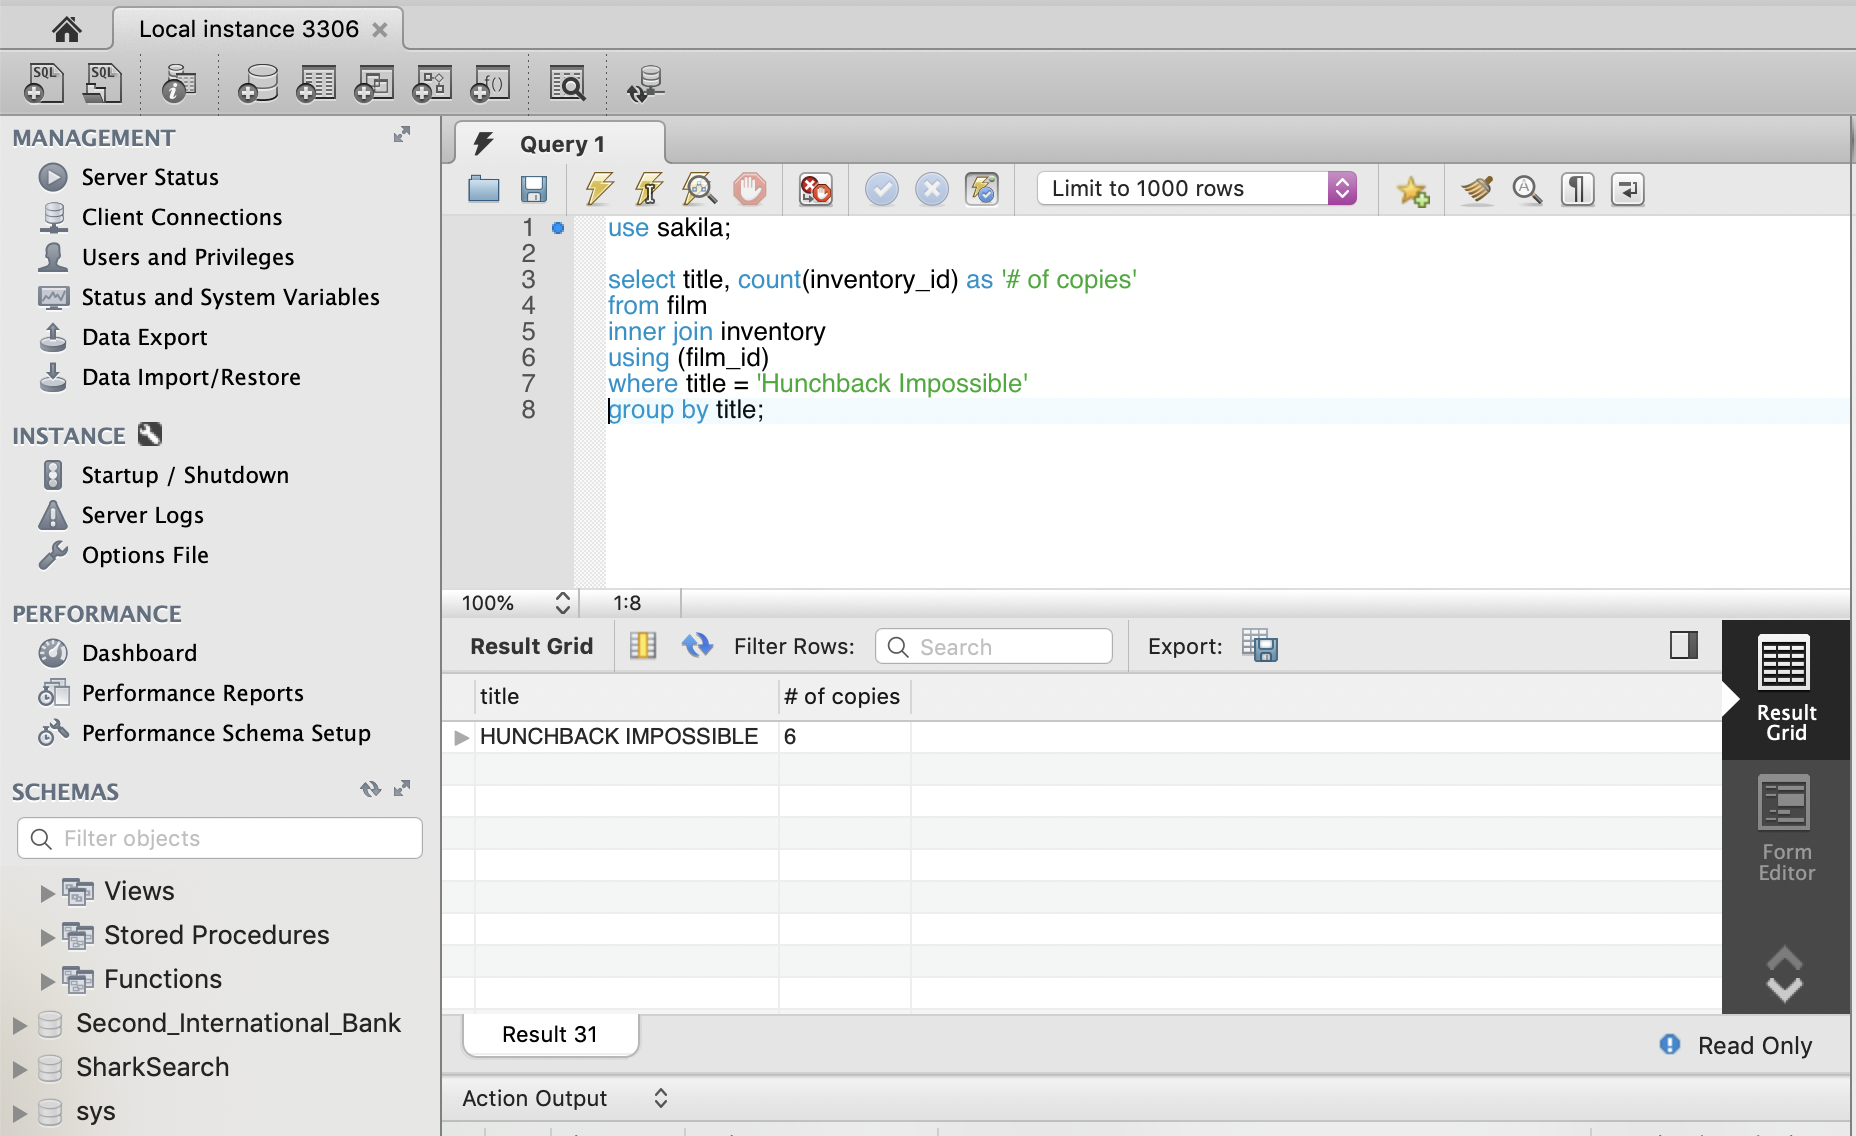 Local instance 3306
SQL
SQL
f()
MANAGEMENT
Server Status
Client Connections
Users and Privileges
Status and System Variables
Data Export
Data Import/Restore
INSTANCE
Startup / Shutdown
Server Logs
Options File
PERFORMANCE
Dashboard
Performance Reports
Performance Schema Setup
SCHEMAS
Filter objects
Views
Stored Procedures
Functions
Second_International_Bank
SharkSearch
sys
Query 1
Limit to 1000 rows
1 use sakila;
2
3 select title, count(inventory_id) as '# of copies'
4 from film
5 inner join inventory
6 using (film_id)
7 where title = 'Hunchback Impossible'
8 group by title;
100% 1:8
Result Grid Filter Rows: Search Export:
title # of copies
HUNCHBACK IMPOSSIBLE 6
Result
Grid
Form
Editor
Result 31
Read Only
Action Output